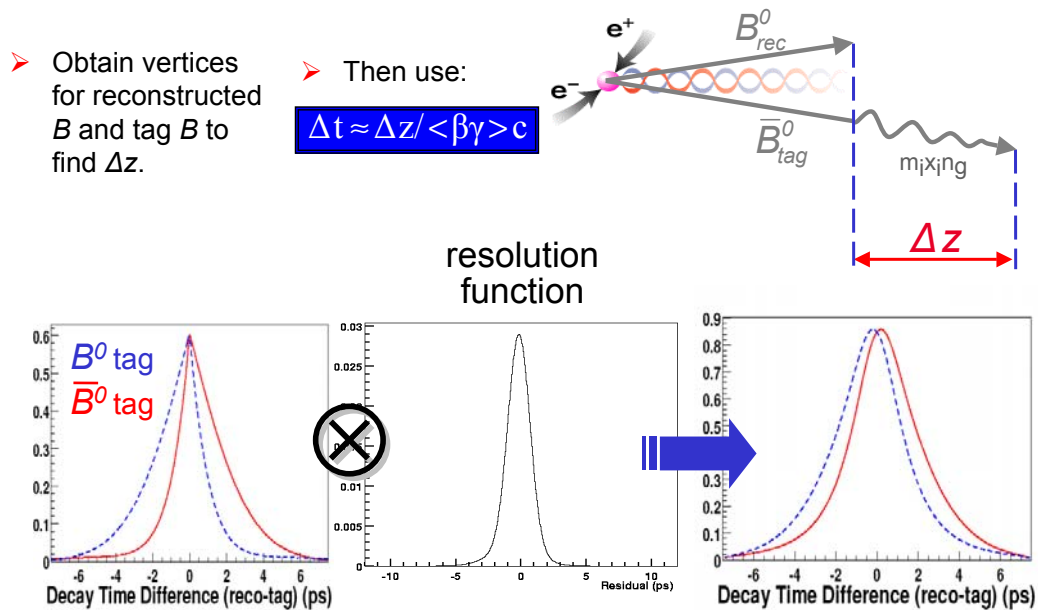 ➢ Obtain vertices
for reconstructed
B and tag B to
find Δz.
➢ Then use:
Δt ≈ Δz/<βγ>c
e⁺
e⁻
B⁰rec
B̅⁰tag
mixing
Δz
resolution
function
0.6
0.5
0.4
0.3
0.2
0.1
0
B⁰ tag
B̅⁰ tag
-6 -4 -2 0 2 4 6
Decay Time Difference (reco-tag) (ps)
0.03
0.025
0.01
0.005
0
-10 -5 0 5 10
Residual (ps)
0.9
0.8
0.7
0.6
0.5
0.4
0.3
0.2
0.1
0
-6 -4 -2 0 2 4 6
Decay Time Difference (reco-tag) (ps)